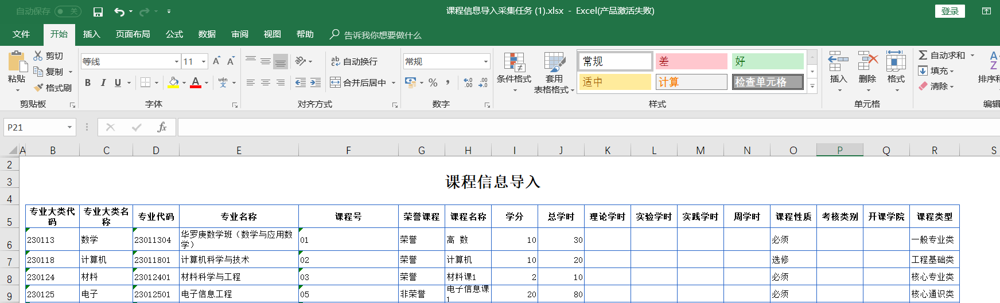 自动保存 关
课程信息导入采集任务 (1).xlsx - Excel(产品激活失败)
登录
文件 开始 插入 页面布局 公式 数据 审阅 视图 帮助 告诉我你想要做什么
粘贴
剪切
复制
格式刷
剪贴板
等线 11 A A
B I U A wén 文
字体
ab c 自动换行
合并后居中
对齐方式
常规
% , .0 .00 .00 .0
数字
条件格式
套用
表格格式
常规 差 好
适中 计算 检查单元格
样式
插入 删除 格式
单元格
Σ 自动求和
填充
清除
A Z
排序和
编辑
P21 fx
A B C D E F G H I J K L M N O P Q R S
2
3 课程信息导入
4
5 专业大类代码 专业大类名称 专业代码 专业名称 课程号 荣誉课程 课程名称 学分 总学时 理论学时 实验学时 实践学时 周学时 课程性质 考核类别 开课学院 课程类型
6 230113 数学 23011304 华罗庚数学班（数学与应用数学） 01 荣誉 高 数 10 30 必须 一般专业类
7 230118 计算机 23011801 计算机科学与技术 02 荣誉 计算机 10 20 选修 工程基础类
8 230124 材料 23012401 材料科学与工程 03 荣誉 材料课1 2 10 必须 核心专业类
9 230125 电子 23012501 电子信息工程 05 非荣誉 电子信息课1 20 80 必须 核心通识类